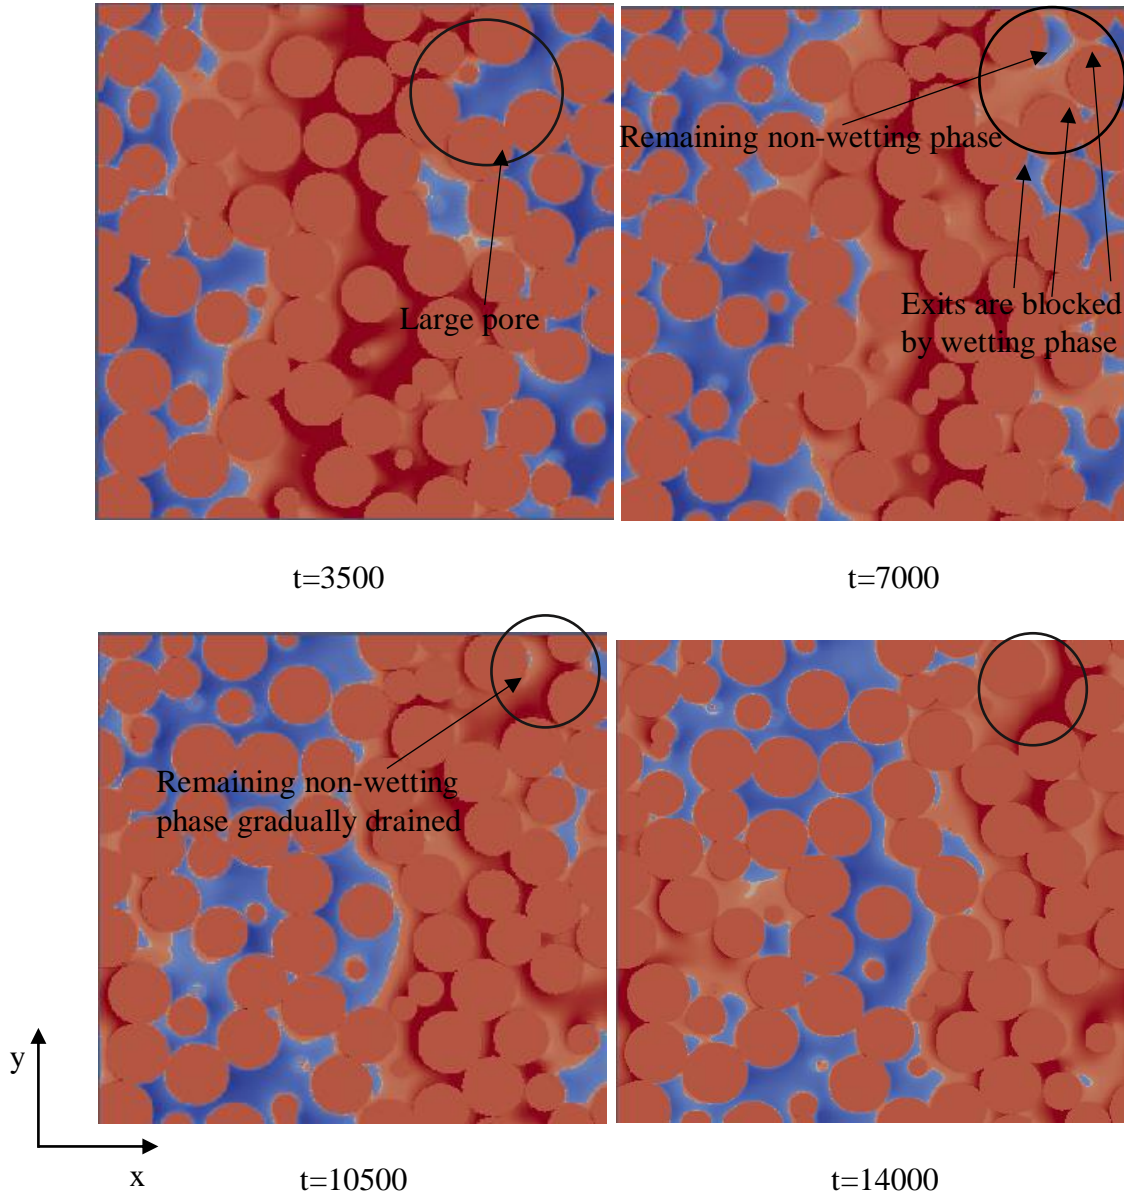 Remaining non-wetting phase
Large pore
Exits are blocked
by wetting phase
t=3500
t=7000
Remaining non-wetting
phase gradually drained
y
x
t=10500
t=14000